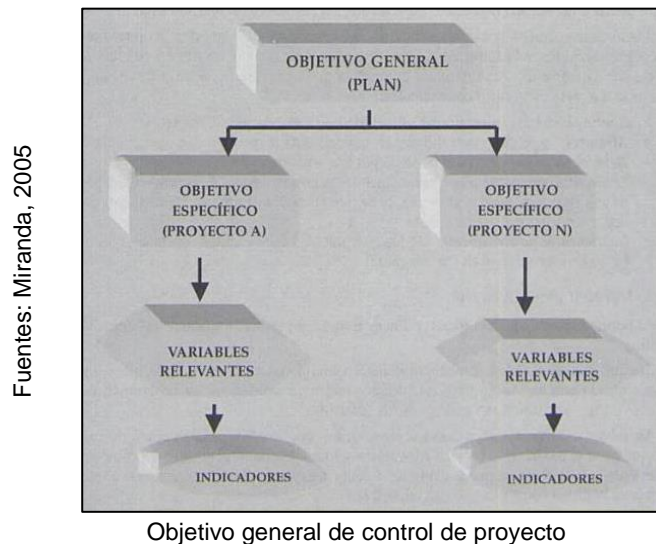 Fuentes: Miranda, 2005
OBJETIVO GENERAL
(PLAN)
OBJETIVO
ESPECÍFICO
(PROYECTO A)
OBJETIVO
ESPECÍFICO
(PROYECTO N)
VARIABLES
RELEVANTES
VARIABLES
RELEVANTES
INDICADORES
INDICADORES
Objetivo general de control de proyecto